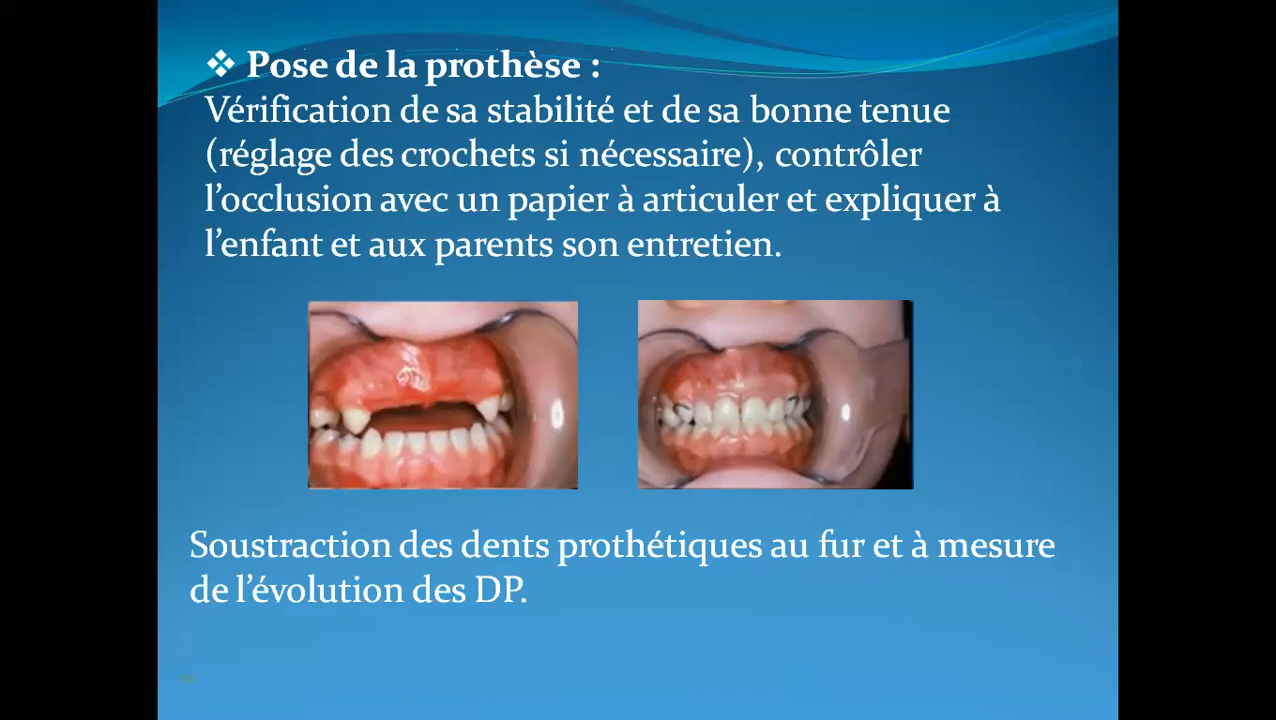 ❖ Pose de la prothèse :
Vérification de sa stabilité et de sa bonne tenue
(réglage des crochets si nécessaire), contrôler
l’occlusion avec un papier à articuler et expliquer à
l’enfant et aux parents son entretien.
Soustraction des dents prothétiques au fur et à mesure
de l’évolution des DP.